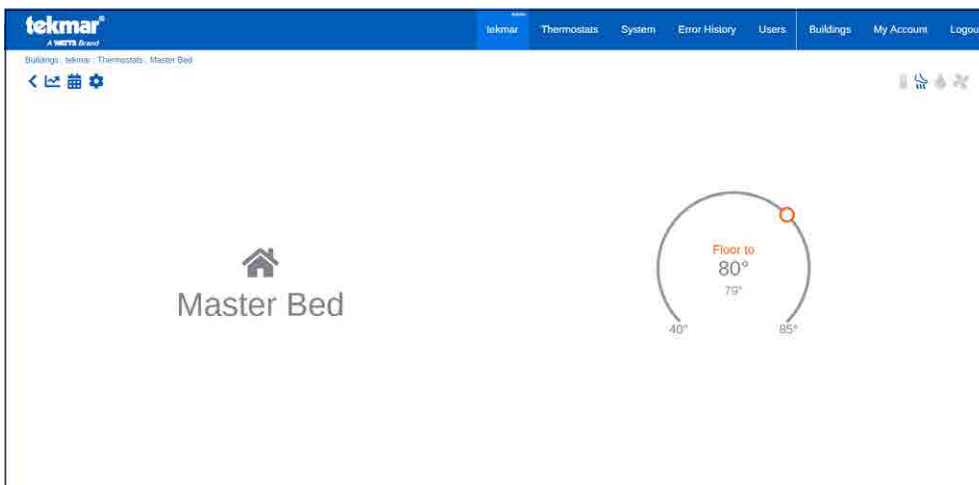 tekmar®
A WATTS Brand
Admin
tekmar Thermostats System Error History Users Buildings My Account Logou
Buildings : tekmar : Thermostats : Master Bed
Floor to
80°
79°
Master Bed
40° 85°